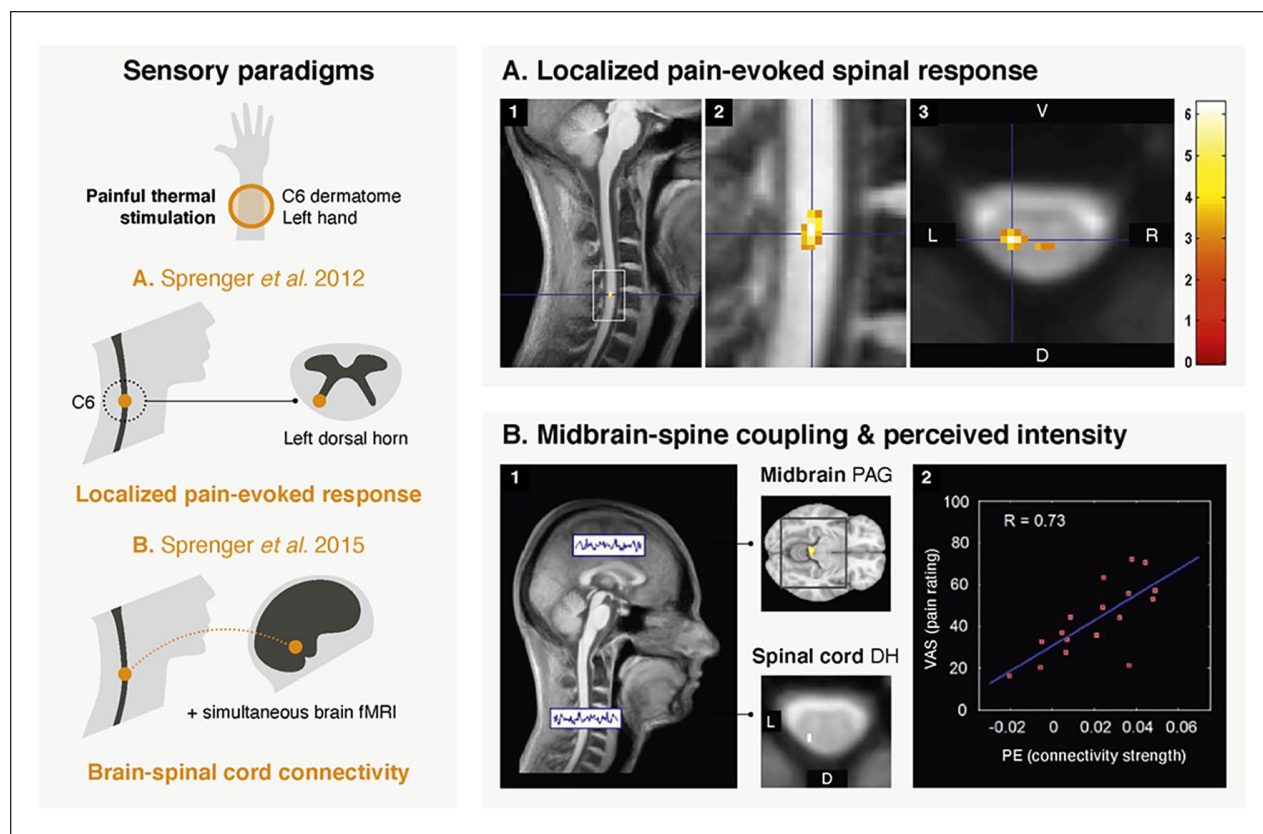 Sensory paradigms
Painful thermal
stimulation
C6 dermatome
Left hand
A. Sprenger et al. 2012
C6
Left dorsal horn
Localized pain-evoked response
B. Sprenger et al. 2015
+ simultaneous brain fMRI
Brain-spinal cord connectivity
A. Localized pain-evoked spinal response
1
2
3
V
L
R
D
6
5
4
3
2
1
0
B. Midbrain-spine coupling & perceived intensity
1
Midbrain PAG
Spinal cord DH
L
D
2
R = 0.73
VAS (pain rating)
100
80
60
40
20
0
-0.02 0 0.02 0.04 0.06
PE (connectivity strength)